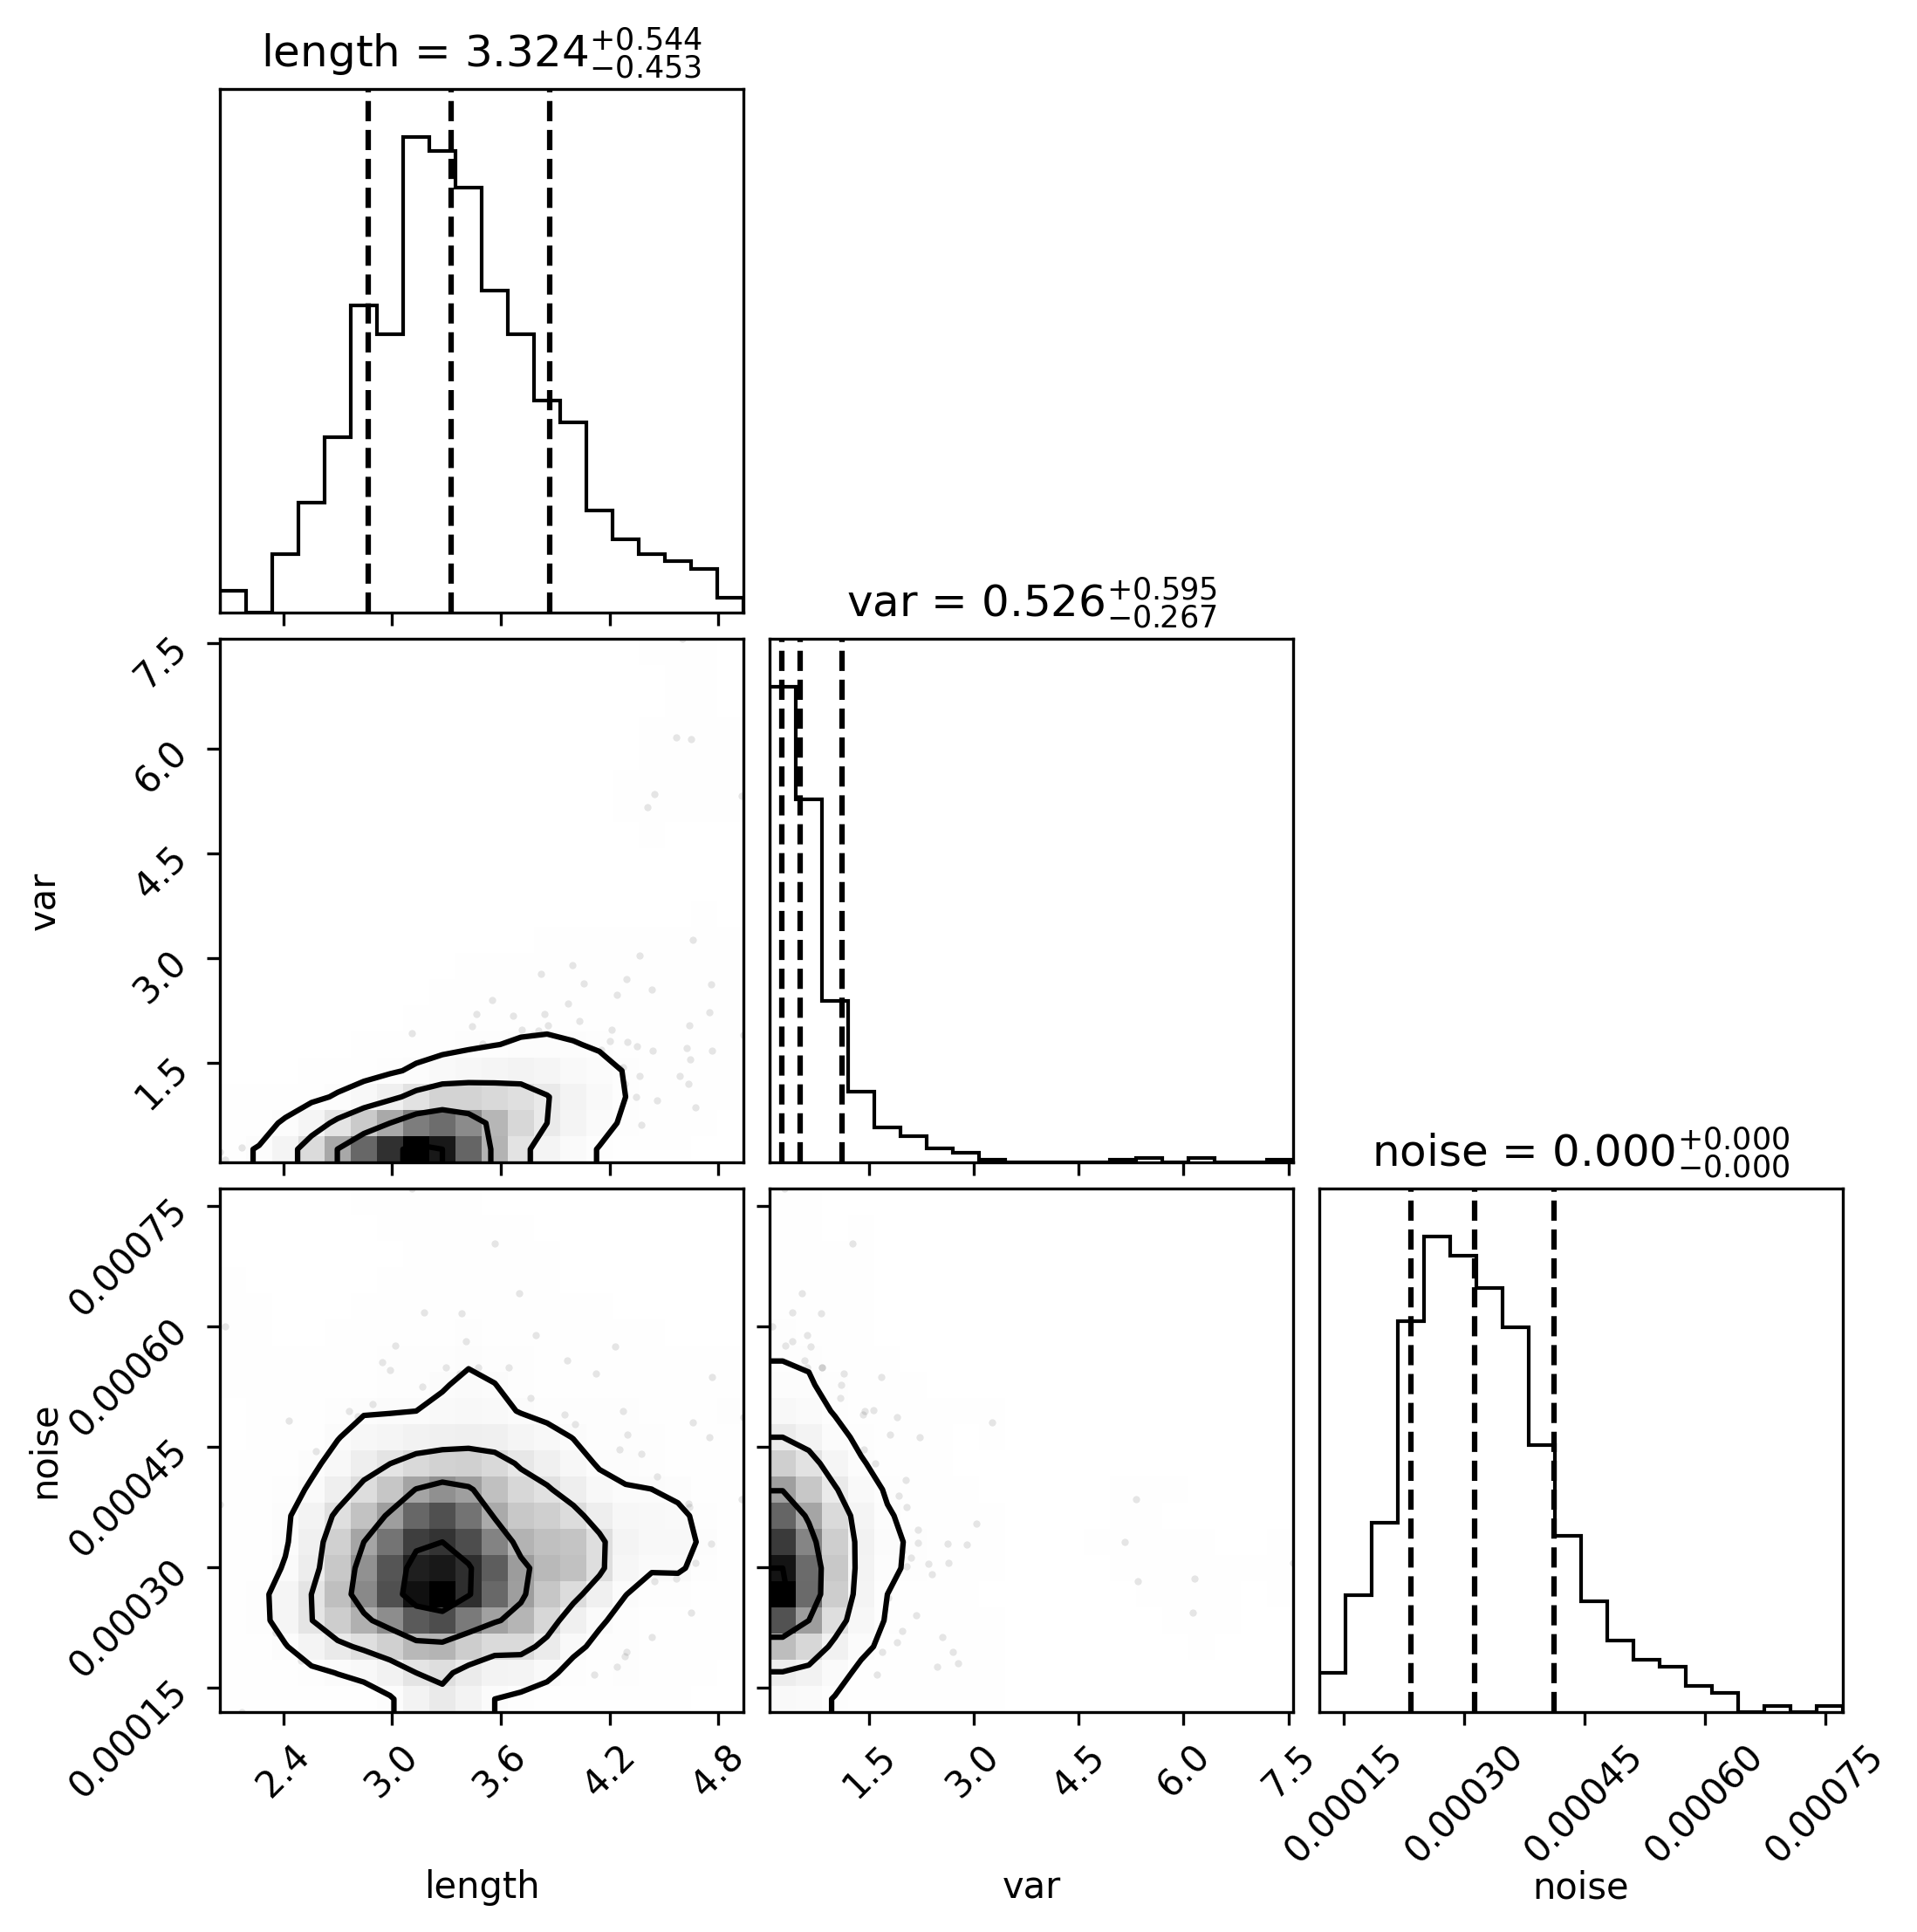 length = 3.324+0.544−0.453
var = 0.526+0.595−0.267
7.5
6.0
4.5
3.0
1.5
var
noise = 0.000+0.000−0.000
0.00075
0.00060
0.00045
0.00030
0.00015
noise
2.4 3.0 3.6 4.2 4.8
1.5 3.0 4.5 6.0 7.5
0.00015 0.00030 0.00045 0.00060 0.00075
length
var
noise